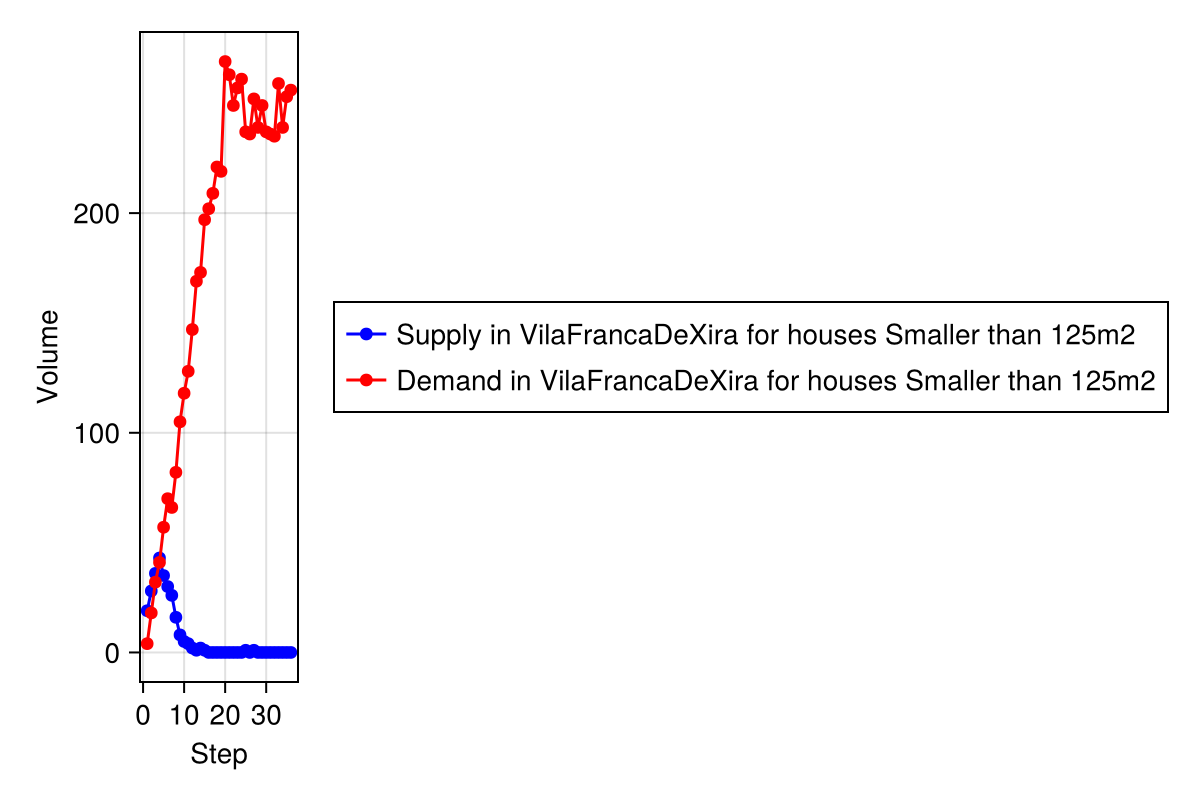 Volume
200
100
0
0 10 20 30
Step
Supply in VilaFrancaDeXira for houses Smaller than 125m2
Demand in VilaFrancaDeXira for houses Smaller than 125m2